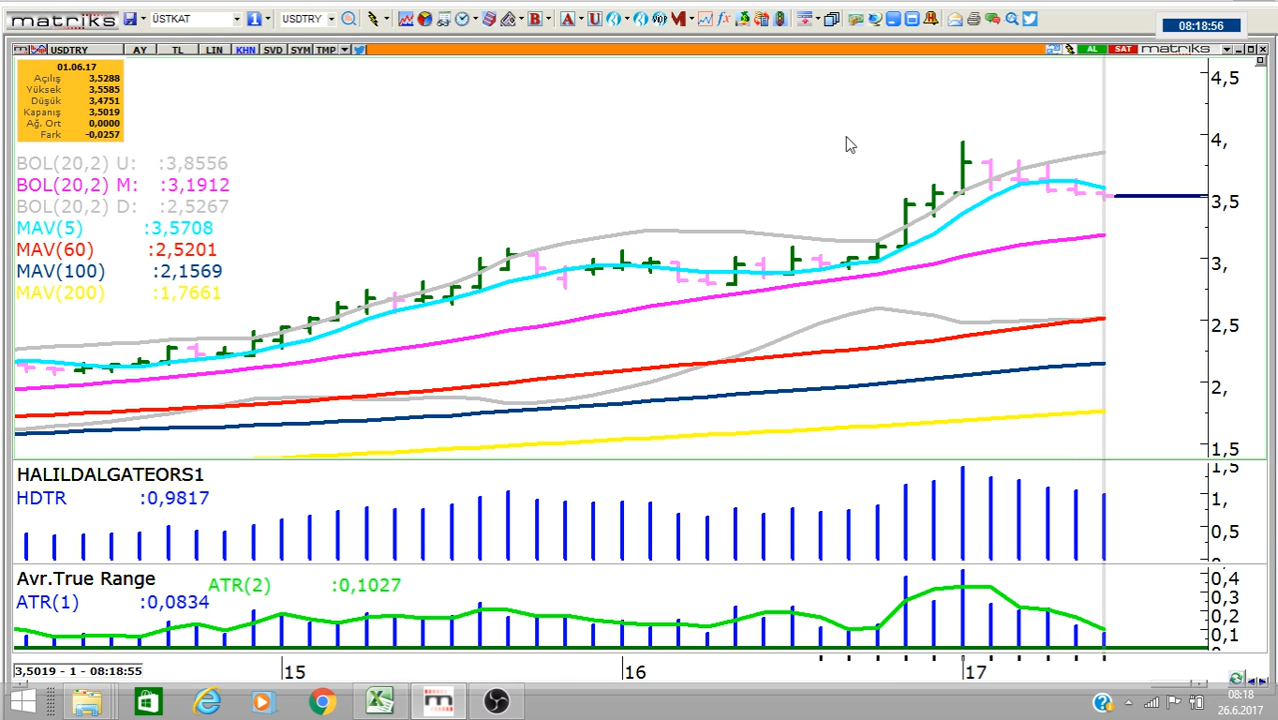 matriks ÜSTKAT USDTRY 08:18:56
USDTRY AY TL LIN KHN SVD SYM TMP AL SAT matriks
01.06.17
Açılış 3,5288
Yüksek 3,5585
Düşük 3,4751
Kapanış 3,5019
Ağ. Ort 0,0000
Fark -0,0257
BOL(20,2) U: :3,8556
BOL(20,2) M: :3,1912
BOL(20,2) D: :2,5267
MAV(5) :3,5708
MAV(60) :2,5201
MAV(100) :2,1569
MAV(200) :1,7661
4,5
4,
3,5
3,
2,5
2,
1,5
HALILDALGATEORS1
HDTR :0,9817
1,5
1,
0,5
Avr.True Range ATR(2) :0,1027
ATR(1) :0,0834
0,4
0,3
0,2
0,1
3,5019 - 1 - 08:18:55
15 16 17
08:18
26.6.2017